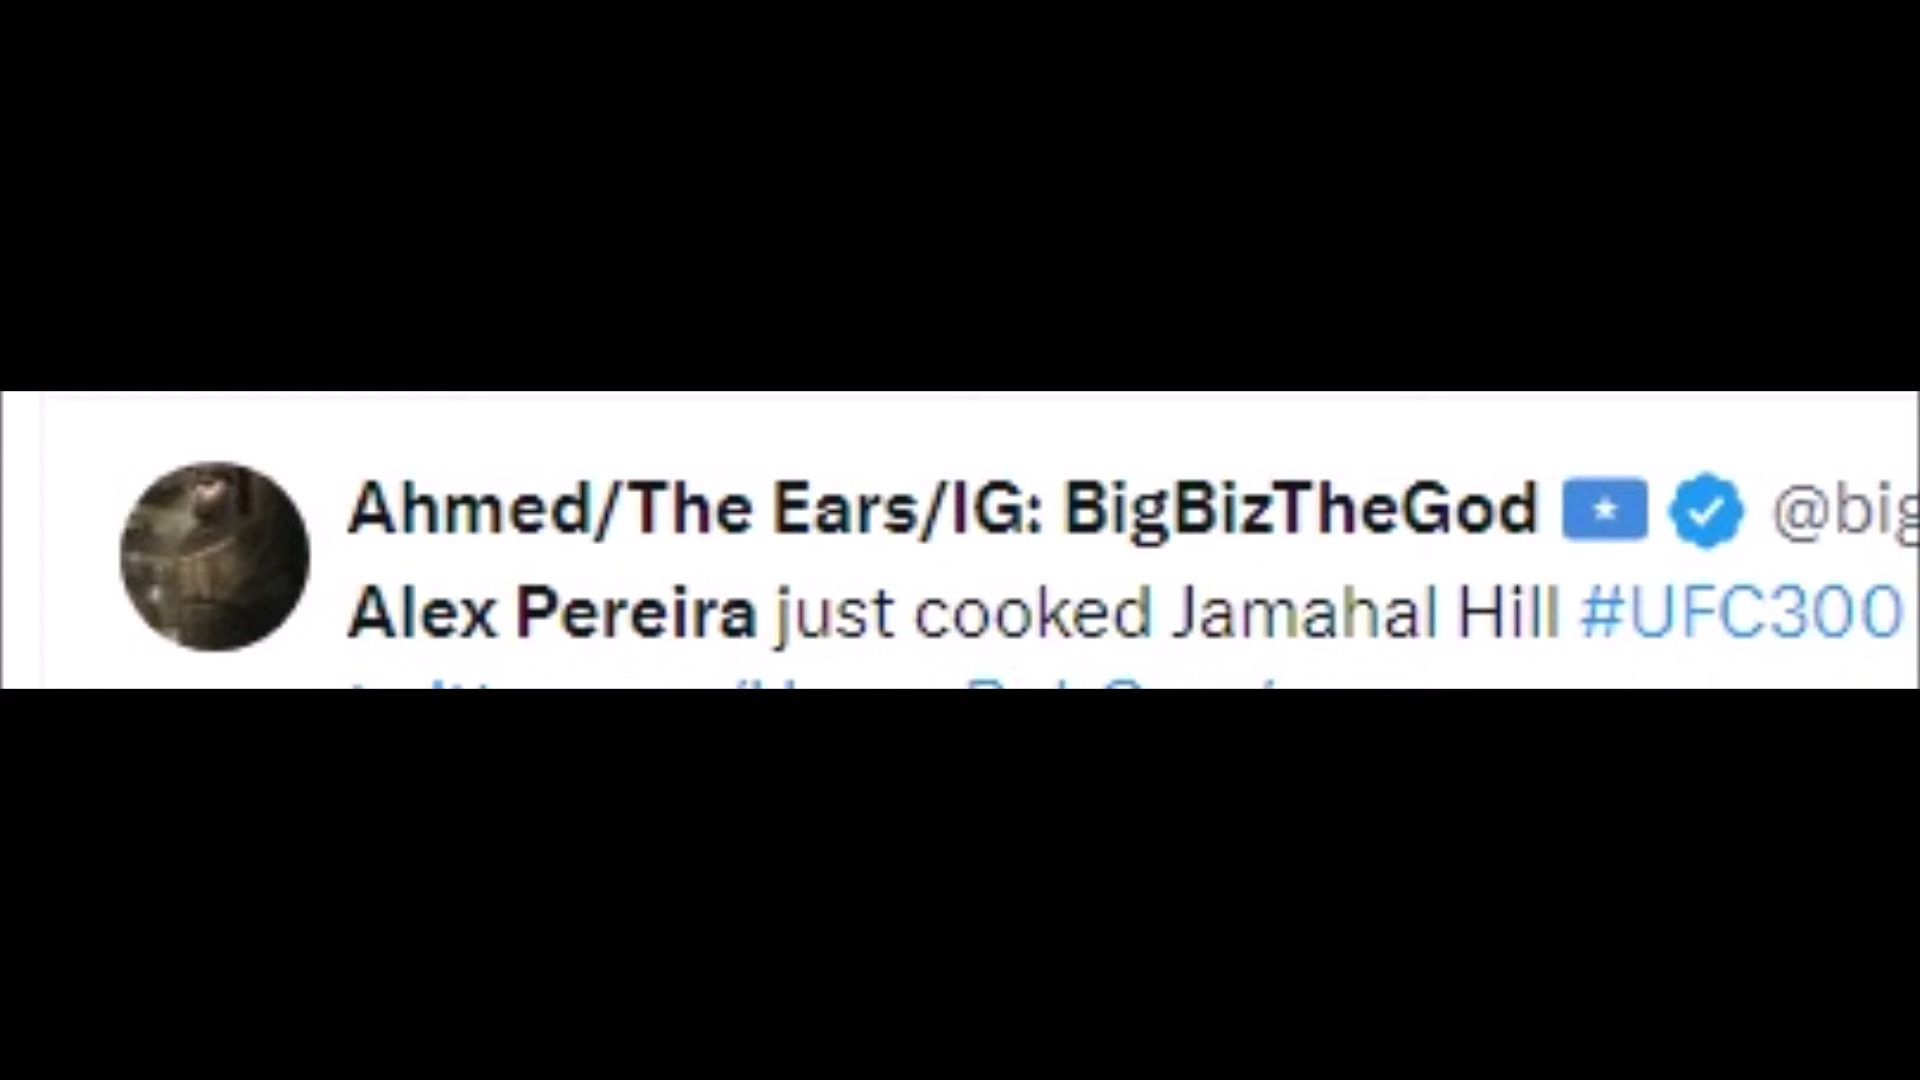 Ahmed/The Ears/IG: BigBizTheGod @big
Alex Pereira just cooked Jamahal Hill #UFC300